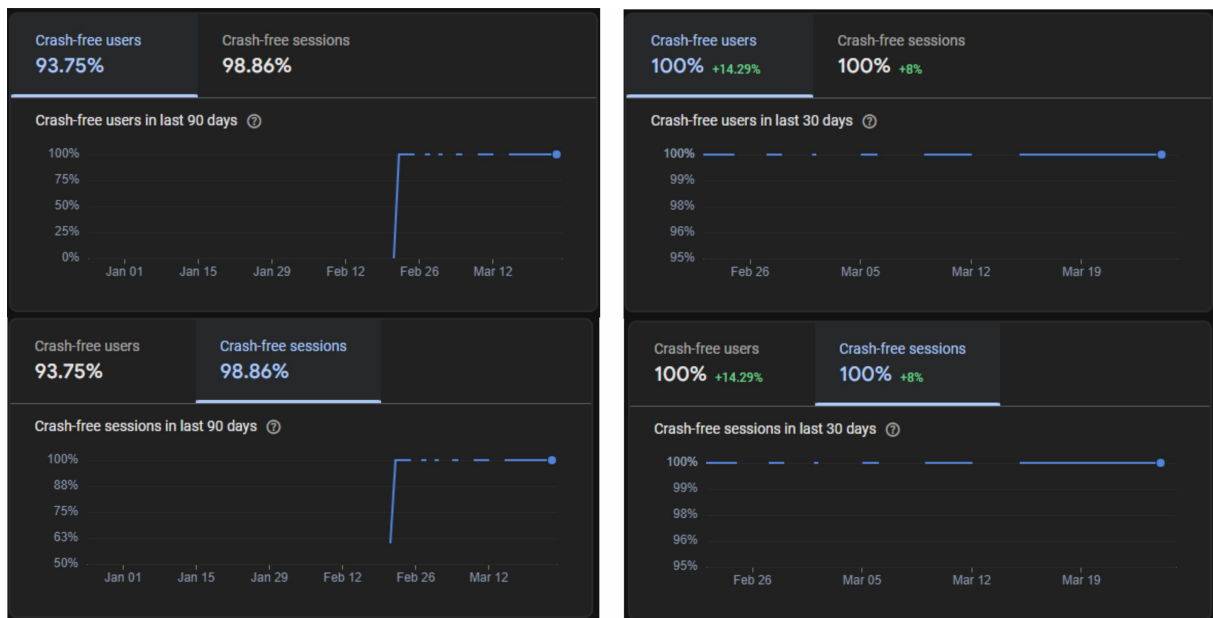 Crash-free users Crash-free sessions
93.75% 98.86%
Crash-free users in last 90 days ?
100%
75%
50%
25%
0%
Jan 01 Jan 15 Jan 29 Feb 12 Feb 26 Mar 12
Crash-free users Crash-free sessions
100% +14.29% 100% +8%
Crash-free users in last 30 days ?
100%
99%
98%
96%
95%
Feb 26 Mar 05 Mar 12 Mar 19
Crash-free users Crash-free sessions
93.75% 98.86%
Crash-free sessions in last 90 days ?
100%
88%
75%
63%
50%
Jan 01 Jan 15 Jan 29 Feb 12 Feb 26 Mar 12
Crash-free users Crash-free sessions
100% +14.29% 100% +8%
Crash-free sessions in last 30 days ?
100%
99%
98%
96%
95%
Feb 26 Mar 05 Mar 12 Mar 19